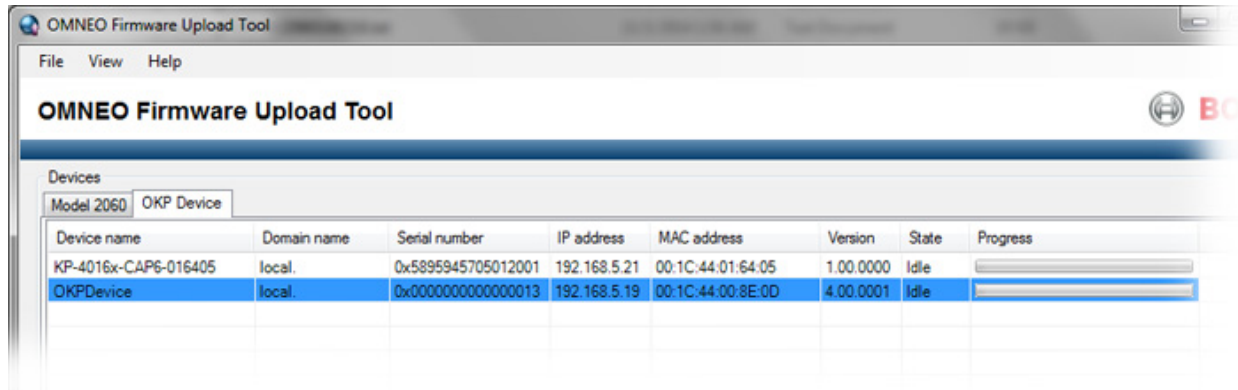 OMNEO Firmware Upload Tool
File View Help
OMNEO Firmware Upload Tool
Devices
Model 2060 OKP Device
Device name Domain name Serial number IP address MAC address Version State Progress
KP-4016x-CAP6-016405 local. 0x5895945705012001 192.168.5.21 00:1C:44:01:64:05 1.00.0000 Idle
OKPDevice local. 0x0000000000000013 192.168.5.19 00:1C:44:00:8E:0D 4.00.0001 Idle